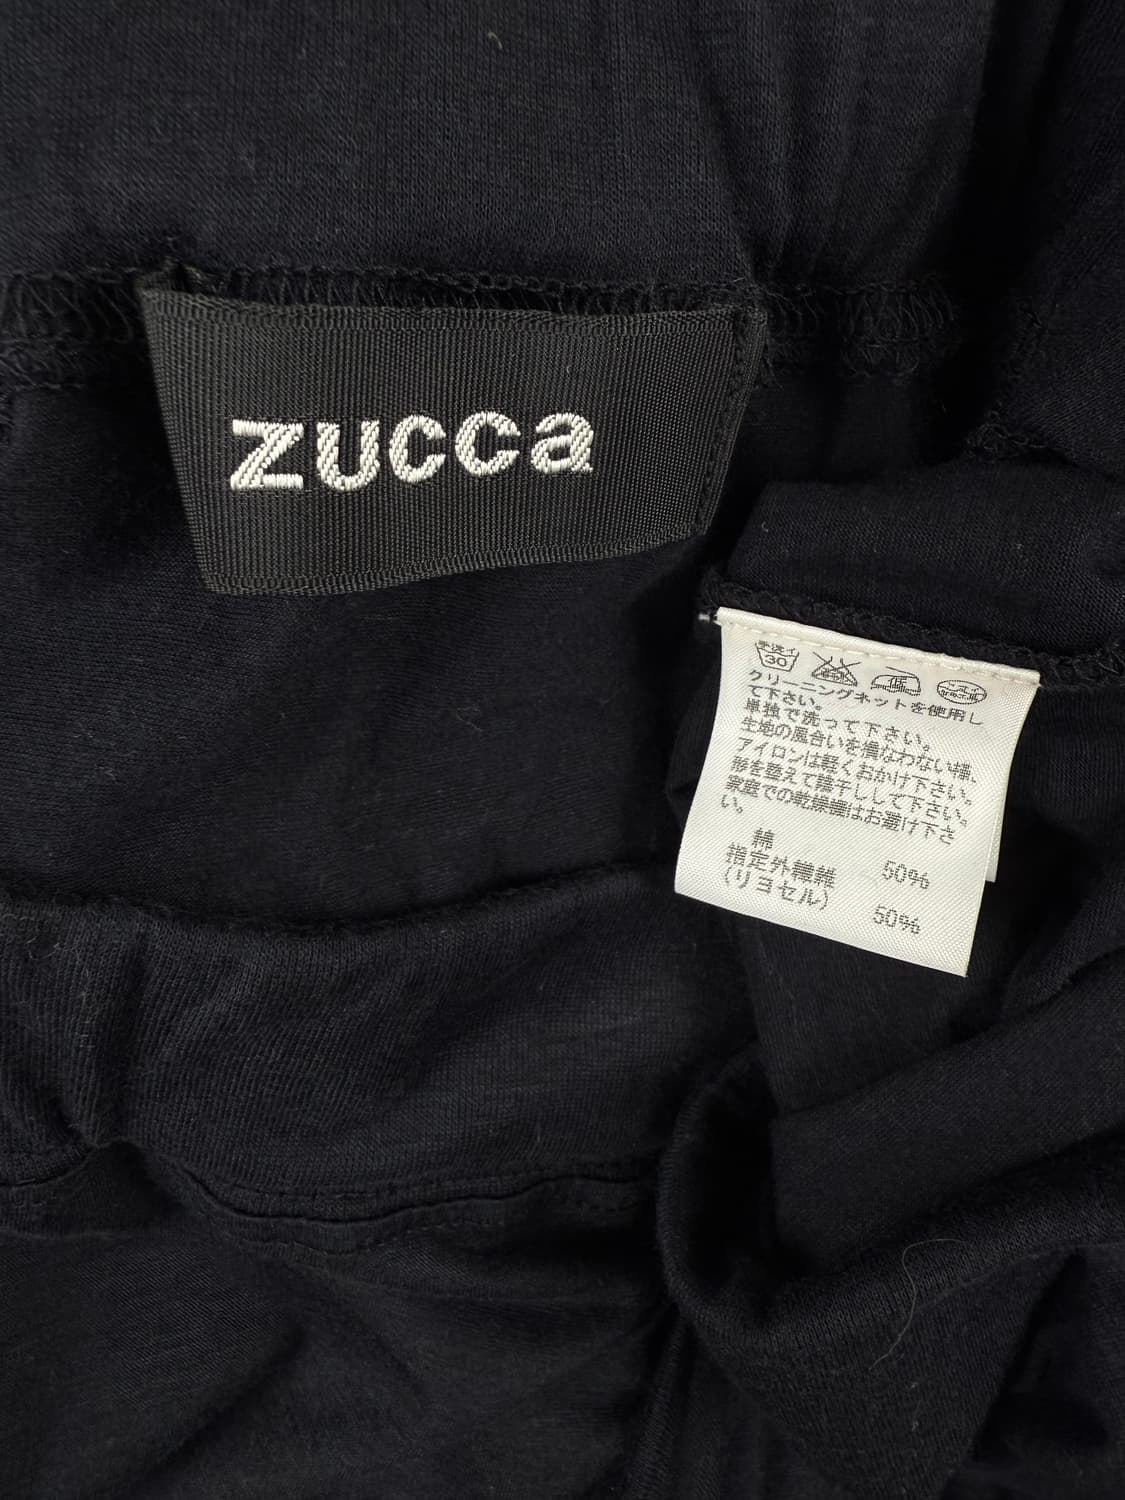 zucca
手洗イ
30
低
クリーニングネットを使用し
て下さい。
単独で洗って下さい。
生地の風合いを損なわない様、
アイロンは軽くおかけ下さい。
形を整えて陰干しして下さい。
家庭での乾燥機はお避け下さ
い。
綿 50%
指定外繊維
(リヨセル) 50%